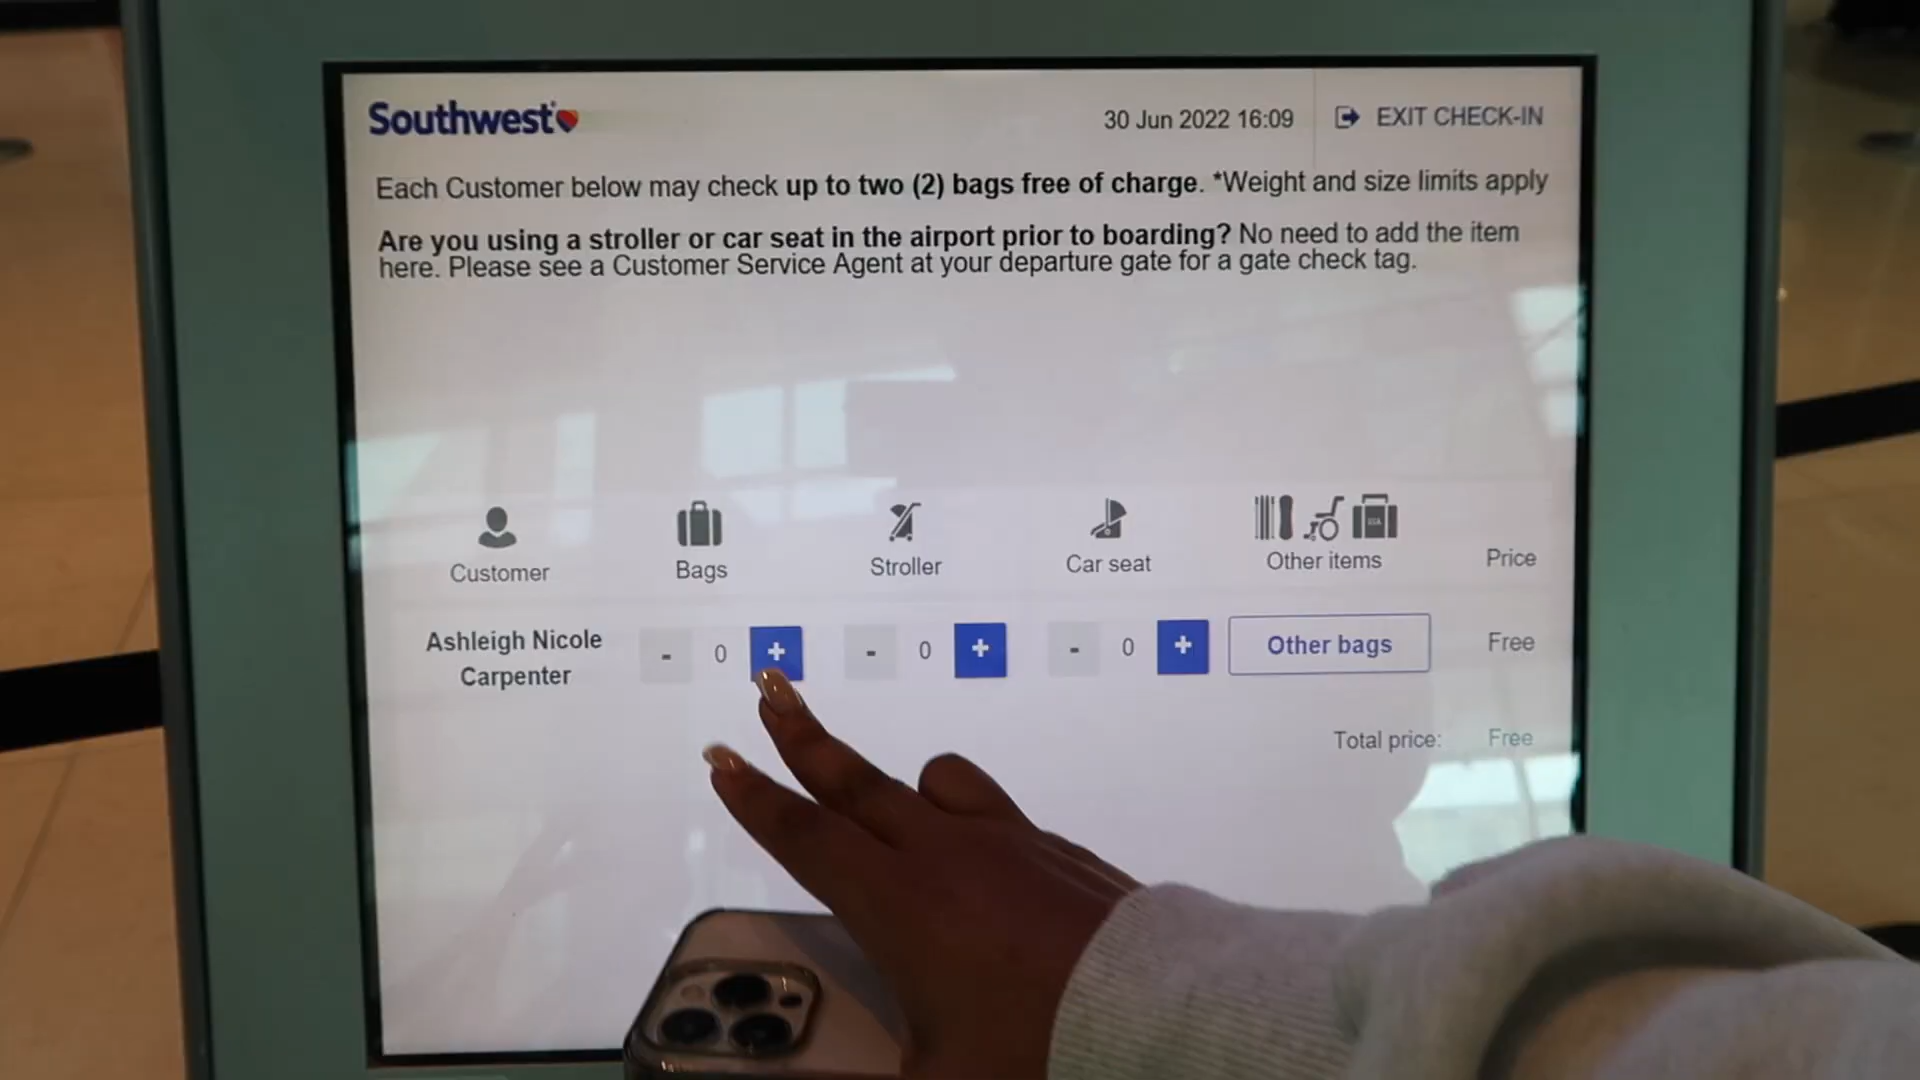 Southwest
30 Jun 2022 16:09
EXIT CHECK-IN
Each Customer below may check up to two (2) bags free of charge. *Weight and size limits apply
Are you using a stroller or car seat in the airport prior to boarding? No need to add the item
here. Please see a Customer Service Agent at your departure gate for a gate check tag.
Customer
Bags
Stroller
Car seat
Other items
Price
Ashleigh Nicole
Carpenter
- 0 +
- 0 +
- 0 +
Other bags
Free
Total price: Free